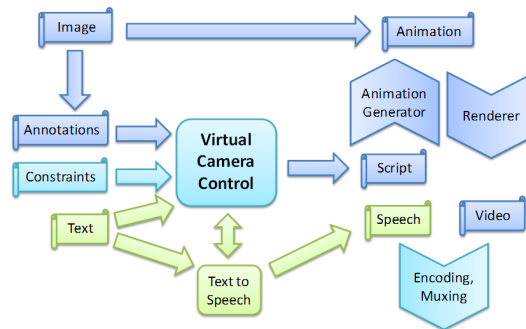 Image
Animation
Annotations
Virtual
Camera
Control
Animation
Generator
Renderer
Constraints
Script
Text
Speech
Video
Text to
Speech
Encoding,
Muxing